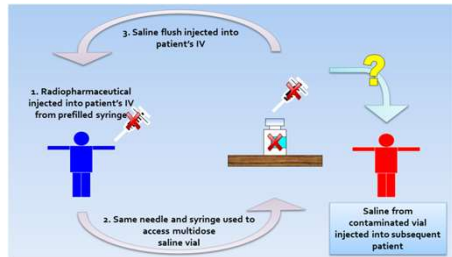 3. Saline flush injected into
patient's IV
?
1. Radiopharmaceutical
injected into patient's IV
from prefilled syringe
2. Same needle and syringe used to
access multidose
saline vial
Saline from
contaminated vial
injected into subsequent
patient